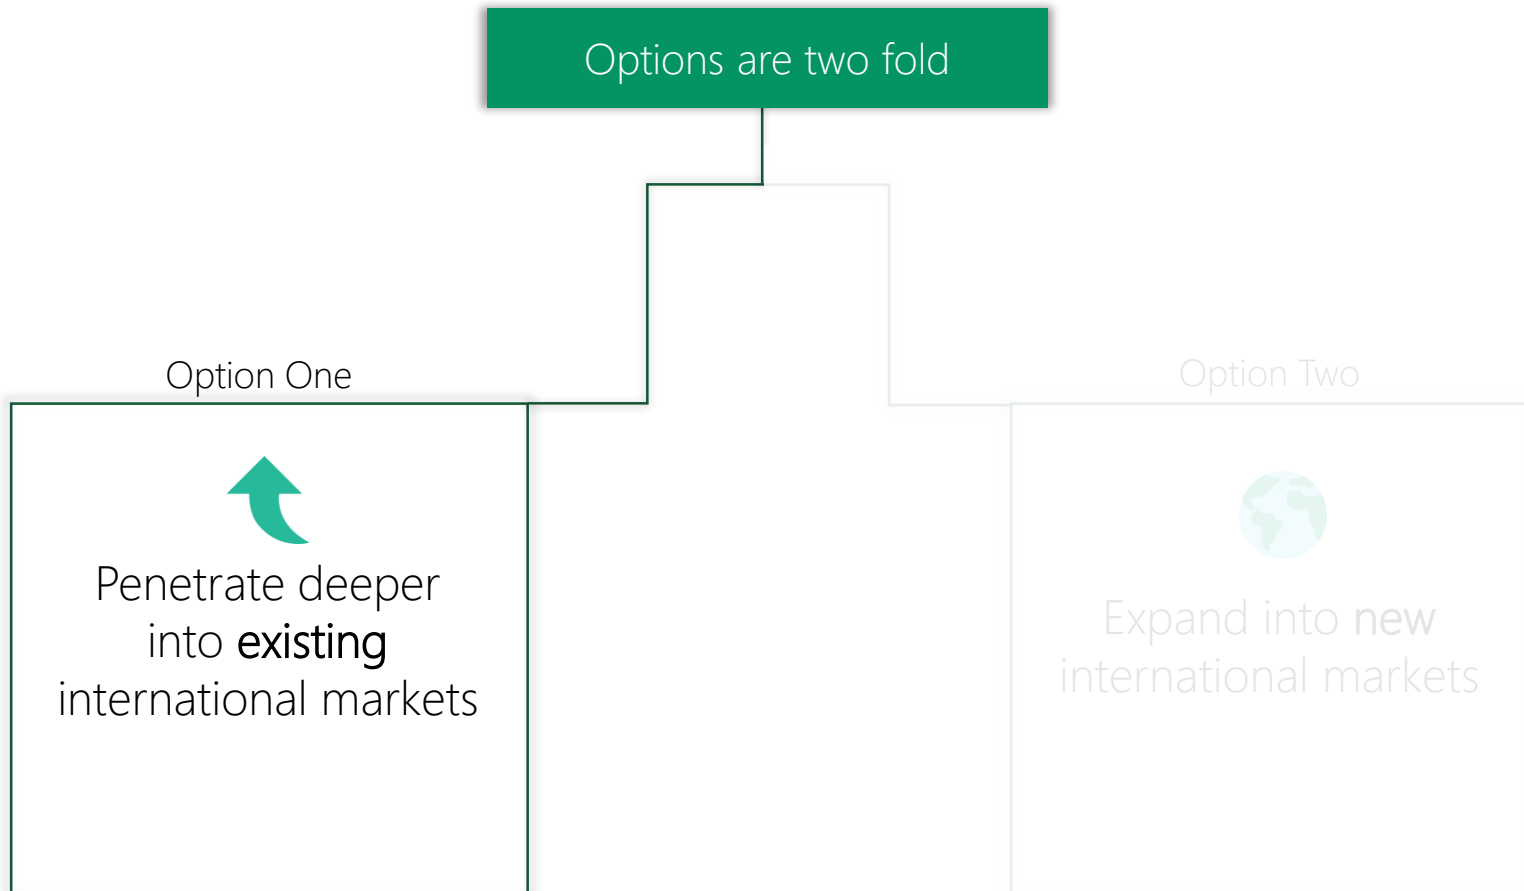 Options are two fold
Option One
Penetrate deeper
into existing
international markets
Option Two
Expand into new
international markets